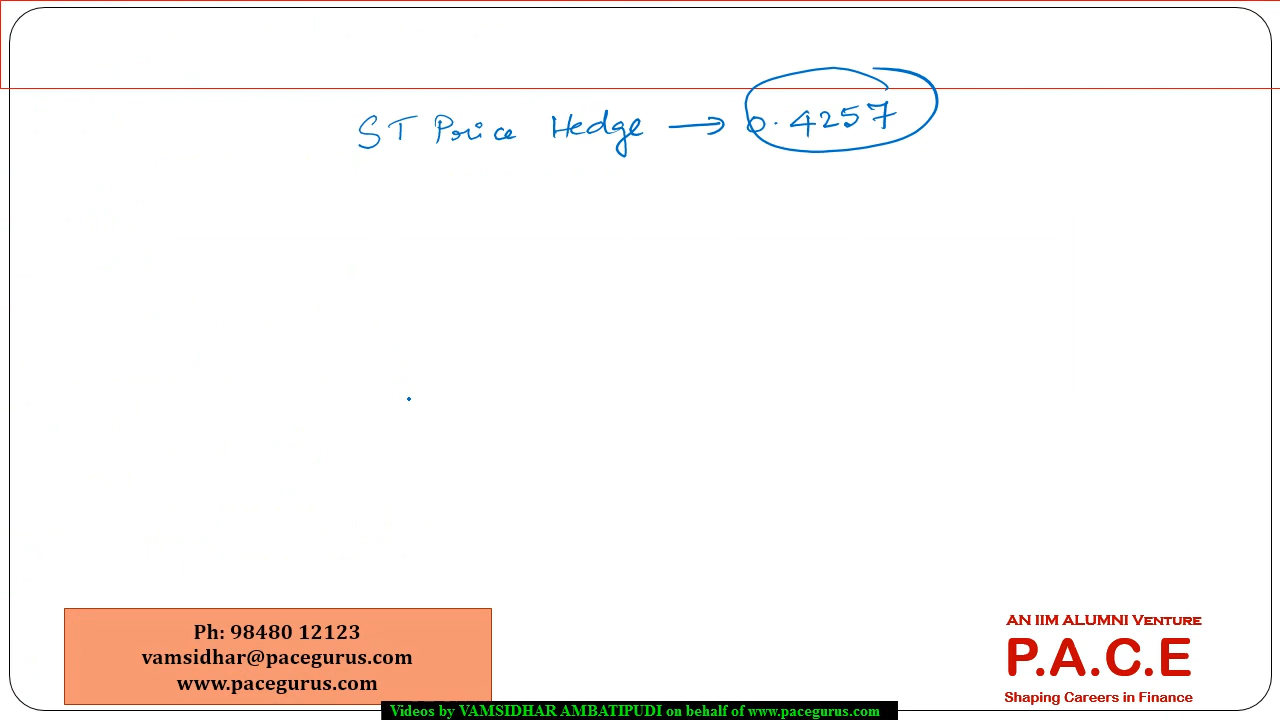 ST Price Hedge → 0.4257
Ph: 98480 12123
vamsidhar@pacegurus.com
www.pacegurus.com
AN IIM ALUMNI VENTURE
P.A.C.E
Shaping Careers in Finance
Videos by VAMSIDHAR AMBATIPUDI on behalf of www.pacegurus.com